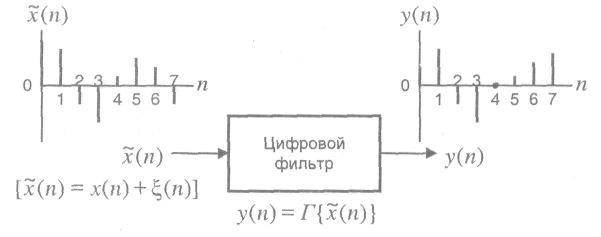 x̃(n)
y(n)
0 1 2 3 4 5 6 7 n
0 1 2 3 4 5 6 7 n
Цифровой
фильтр
x̃(n)
y(n)
[x̃(n) = x(n) + ξ(n)]
y(n) = Γ{x̃(n)}